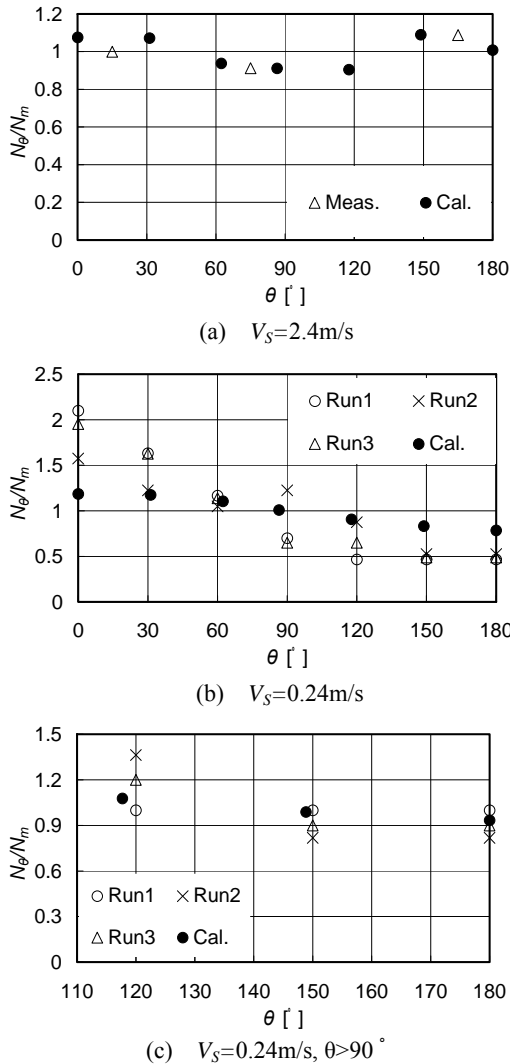 1.2
1
0.8
0.6
0.4
0.2
0
Nθ/Nm
△ Meas. ● Cal.
0 30 60 90 120 150 180
θ [°]
(a) VS=2.4m/s
2.5
2
1.5
1
0.5
0
Nθ/Nm
○ Run1 × Run2
△ Run3 ● Cal.
0 30 60 90 120 150 180
θ [°]
(b) VS=0.24m/s
1.5
1.2
0.9
0.6
0.3
0
Nθ/Nm
○ Run1 × Run2
△ Run3 ● Cal.
110 120 130 140 150 160 170 180
θ [°]
(c) VS=0.24m/s, θ>90 °